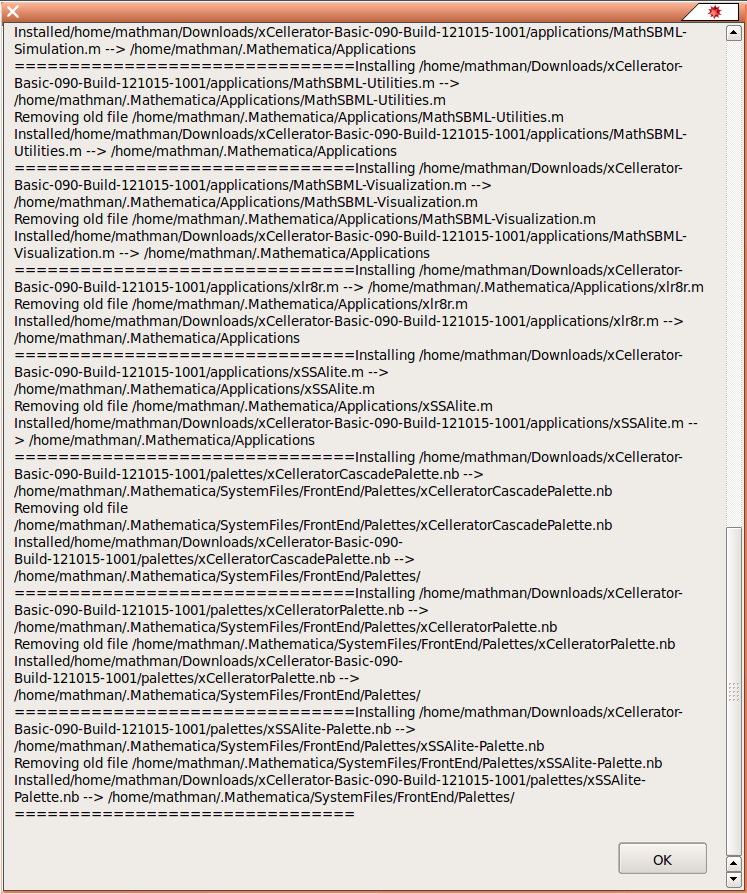 Installed/home/mathman/Downloads/xCellerator-Basic-090-Build-121015-1001/applications/MathSBML-
Simulation.m --> /home/mathman/.Mathematica/Applications
===============================Installing /home/mathman/Downloads/xCellerator-
Basic-090-Build-121015-1001/applications/MathSBML-Utilities.m -->
/home/mathman/.Mathematica/Applications/MathSBML-Utilities.m
Removing old file /home/mathman/.Mathematica/Applications/MathSBML-Utilities.m
Installed/home/mathman/Downloads/xCellerator-Basic-090-Build-121015-1001/applications/MathSBML-
Utilities.m --> /home/mathman/.Mathematica/Applications
===============================Installing /home/mathman/Downloads/xCellerator-
Basic-090-Build-121015-1001/applications/MathSBML-Visualization.m -->
/home/mathman/.Mathematica/Applications/MathSBML-Visualization.m
Removing old file /home/mathman/.Mathematica/Applications/MathSBML-Visualization.m
Installed/home/mathman/Downloads/xCellerator-Basic-090-Build-121015-1001/applications/MathSBML-
Visualization.m --> /home/mathman/.Mathematica/Applications
===============================Installing /home/mathman/Downloads/xCellerator-
Basic-090-Build-121015-1001/applications/xlr8r.m --> /home/mathman/.Mathematica/Applications/xlr8r.m
Removing old file /home/mathman/.Mathematica/Applications/xlr8r.m
Installed/home/mathman/Downloads/xCellerator-Basic-090-Build-121015-1001/applications/xlr8r.m -->
/home/mathman/.Mathematica/Applications
===============================Installing /home/mathman/Downloads/xCellerator-
Basic-090-Build-121015-1001/applications/xSSAlite.m -->
/home/mathman/.Mathematica/Applications/xSSAlite.m
Removing old file /home/mathman/.Mathematica/Applications/xSSAlite.m
Installed/home/mathman/Downloads/xCellerator-Basic-090-Build-121015-1001/applications/xSSAlite.m --
> /home/mathman/.Mathematica/Applications
===============================Installing /home/mathman/Downloads/xCellerator-
Basic-090-Build-121015-1001/palettes/xCelleratorCascadePalette.nb -->
/home/mathman/.Mathematica/SystemFiles/FrontEnd/Palettes/xCelleratorCascadePalette.nb
Removing old file
/home/mathman/.Mathematica/SystemFiles/FrontEnd/Palettes/xCelleratorCascadePalette.nb
Installed/home/mathman/Downloads/xCellerator-Basic-090-
Build-121015-1001/palettes/xCelleratorCascadePalette.nb -->
/home/mathman/.Mathematica/SystemFiles/FrontEnd/Palettes/
===============================Installing /home/mathman/Downloads/xCellerator-
Basic-090-Build-121015-1001/palettes/xCelleratorPalette.nb -->
/home/mathman/.Mathematica/SystemFiles/FrontEnd/Palettes/xCelleratorPalette.nb
Removing old file /home/mathman/.Mathematica/SystemFiles/FrontEnd/Palettes/xCelleratorPalette.nb
Installed/home/mathman/Downloads/xCellerator-Basic-090-
Build-121015-1001/palettes/xCelleratorPalette.nb -->
/home/mathman/.Mathematica/SystemFiles/FrontEnd/Palettes/
===============================Installing /home/mathman/Downloads/xCellerator-
Basic-090-Build-121015-1001/palettes/xSSAlite-Palette.nb -->
/home/mathman/.Mathematica/SystemFiles/FrontEnd/Palettes/xSSAlite-Palette.nb
Removing old file /home/mathman/.Mathematica/SystemFiles/FrontEnd/Palettes/xSSAlite-Palette.nb
Installed/home/mathman/Downloads/xCellerator-Basic-090-Build-121015-1001/palettes/xSSAlite-
Palette.nb --> /home/mathman/.Mathematica/SystemFiles/FrontEnd/Palettes/
===============================
OK